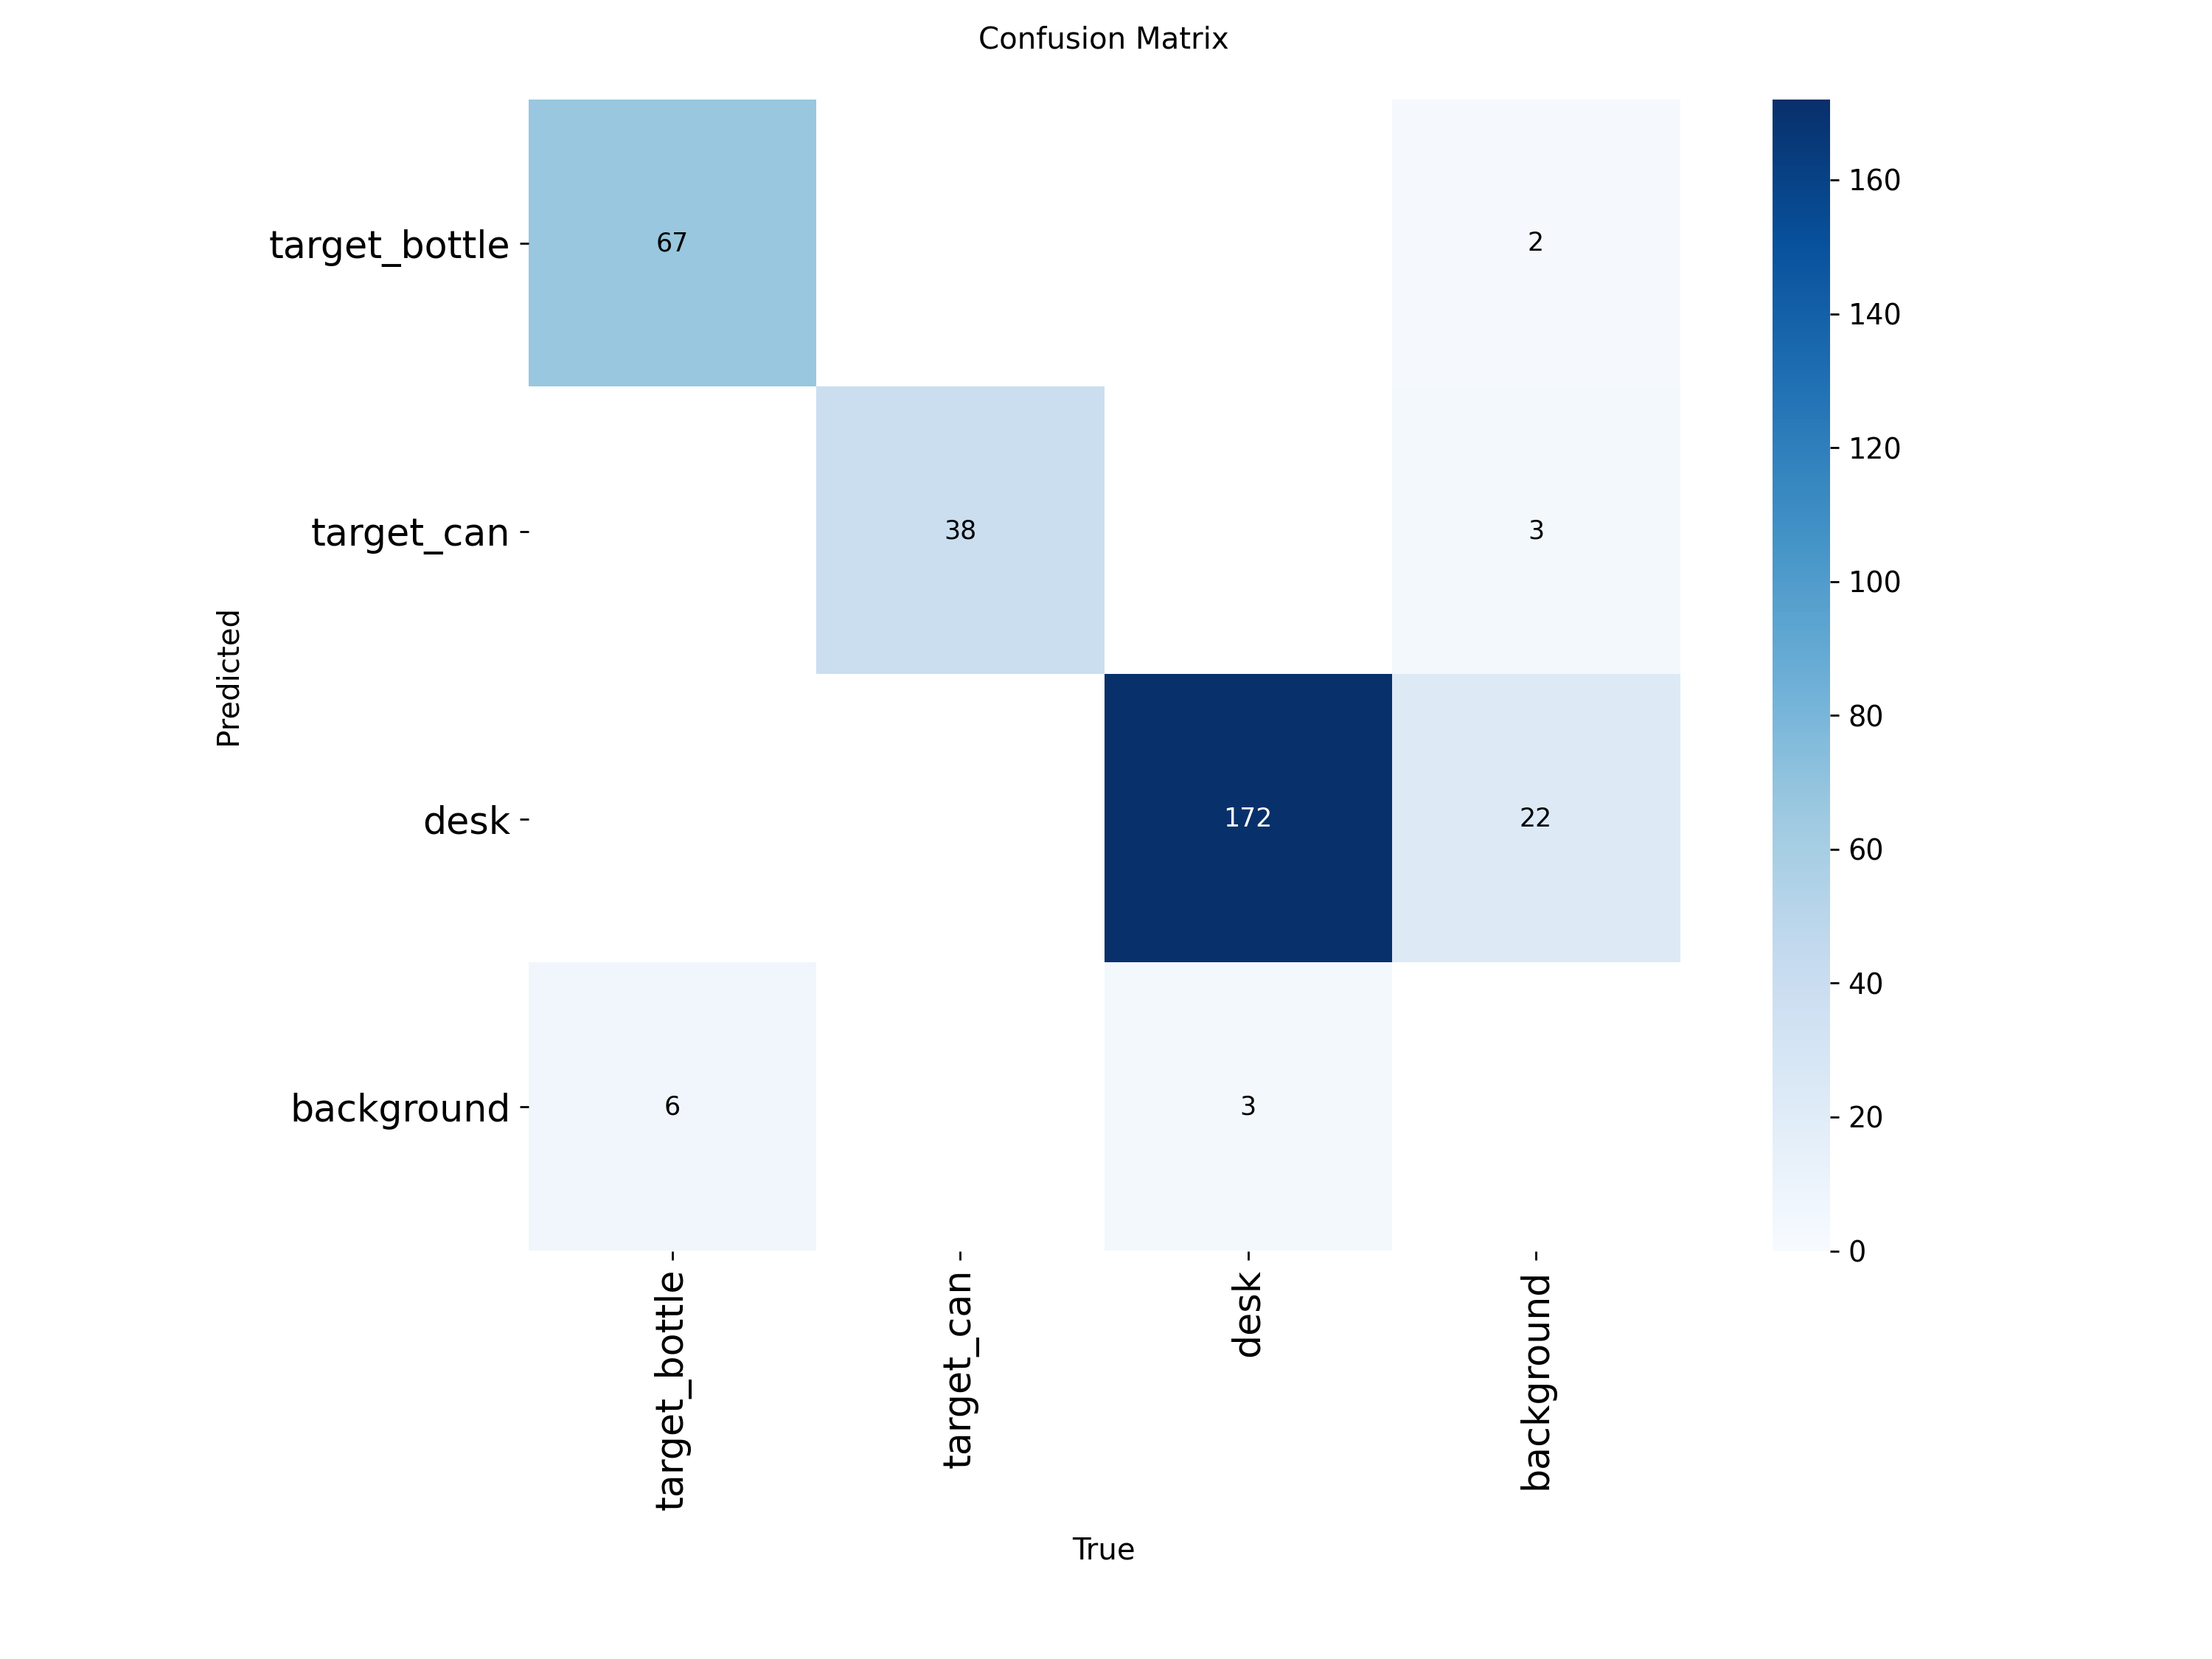 Confusion Matrix
target_bottle
67
2
160
140
120
target_can
38
3
100
Predicted
80
desk
172
22
60
40
background
6
3
20
0
target_bottle
target_can
desk
background
True